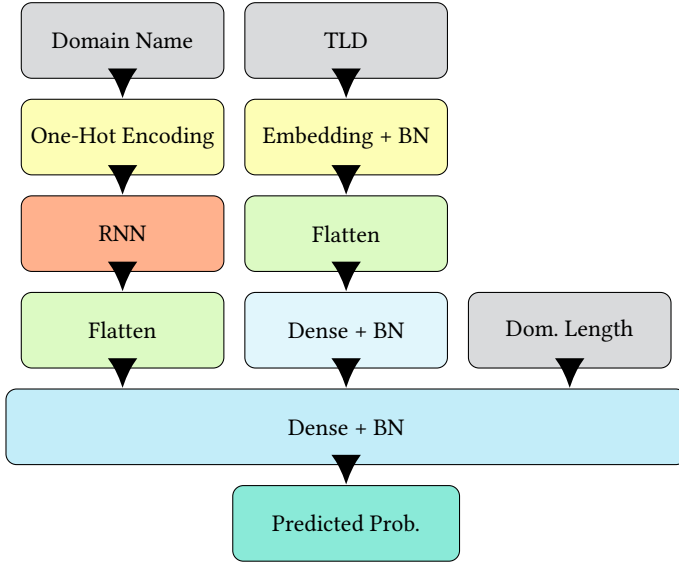 Domain Name
TLD
One-Hot Encoding
Embedding + BN
RNN
Flatten
Flatten
Dense + BN
Dom. Length
Dense + BN
Predicted Prob.